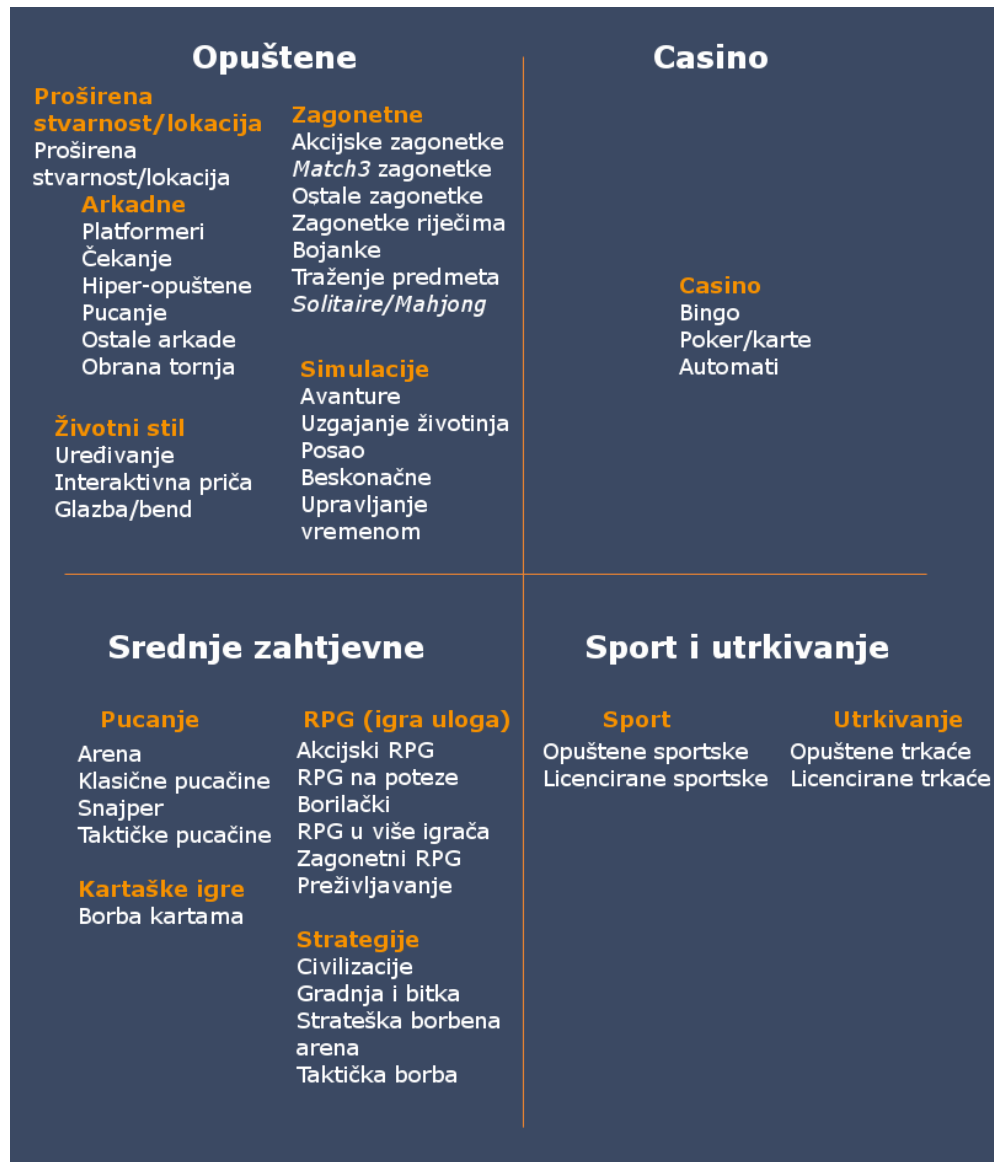 Opuštene
Proširena
stvarnost/lokacija
Proširena
stvarnost/lokacija
Arkadne
Platformeri
Čekanje
Hiper-opuštene
Pucanje
Ostale arkade
Obrana tornja
Životni stil
Uređivanje
Interaktivna priča
Glazba/bend
Zagonetne
Akcijske zagonetke
Match3 zagonetke
Ostale zagonetke
Zagonetke riječima
Bojanke
Traženje predmeta
Solitaire/Mahjong
Simulacije
Avanture
Uzgajanje životinja
Posao
Beskonačne
Upravljanje
vremenom
Casino
Casino
Bingo
Poker/karte
Automati
Srednje zahtjevne
Pucanje
Arena
Klasične pucačine
Snajper
Taktičke pucačine
Kartaške igre
Borba kartama
RPG (igra uloga)
Akcijski RPG
RPG na poteze
Borilački
RPG u više igrača
Zagonetni RPG
Preživljavanje
Strategije
Civilizacije
Gradnja i bitka
Strateška borbena
arena
Taktička borba
Sport i utrkivanje
Sport
Opuštene sportske
Licencirane sportske
Utrkivanje
Opuštene trkaće
Licencirane trkaće